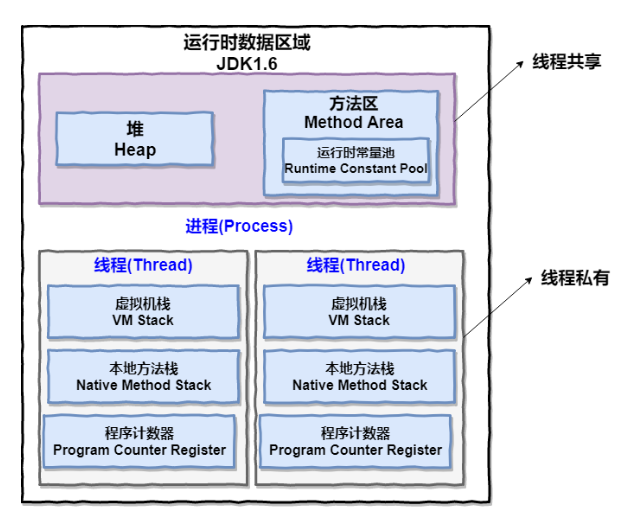 运行时数据区域
JDK1.6
线程共享
堆
Heap
方法区
Method Area
运行时常量池
Runtime Constant Pool
进程(Process)
线程(Thread)
虚拟机栈
VM Stack
本地方法栈
Native Method Stack
程序计数器
Program Counter Register
线程(Thread)
虚拟机栈
VM Stack
本地方法栈
Native Method Stack
程序计数器
Program Counter Register
线程私有